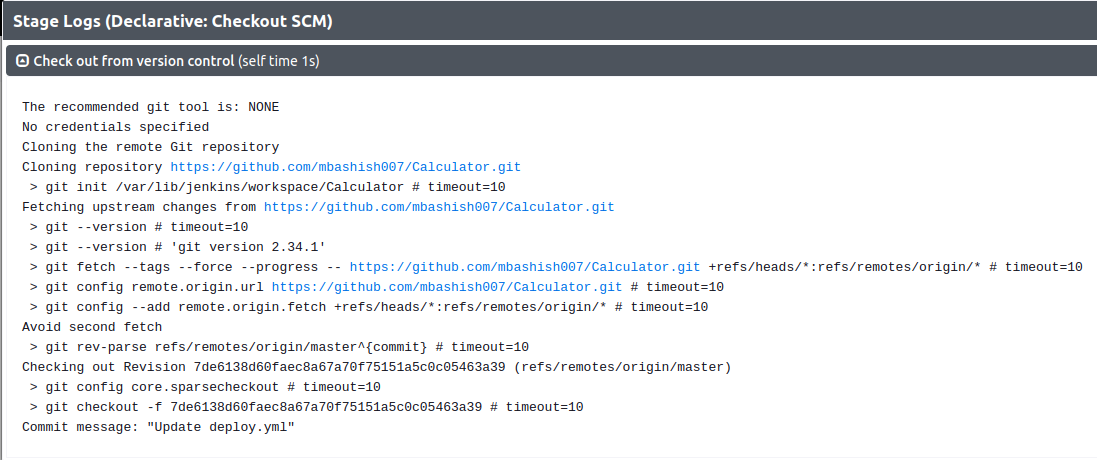 Stage Logs (Declarative: Checkout SCM)
Check out from version control (self time 1s)
The recommended git tool is: NONE
No credentials specified
Cloning the remote Git repository
Cloning repository https://github.com/mbashish007/Calculator.git
 > git init /var/lib/jenkins/workspace/Calculator # timeout=10
Fetching upstream changes from https://github.com/mbashish007/Calculator.git
 > git --version # timeout=10
 > git --version # 'git version 2.34.1'
 > git fetch --tags --force --progress -- https://github.com/mbashish007/Calculator.git +refs/heads/*:refs/remotes/origin/* # timeout=10
 > git config remote.origin.url https://github.com/mbashish007/Calculator.git # timeout=10
 > git config --add remote.origin.fetch +refs/heads/*:refs/remotes/origin/* # timeout=10
Avoid second fetch
 > git rev-parse refs/remotes/origin/master^{commit} # timeout=10
Checking out Revision 7de6138d60faec8a67a70f75151a5c0c05463a39 (refs/remotes/origin/master)
 > git config core.sparsecheckout # timeout=10
 > git checkout -f 7de6138d60faec8a67a70f75151a5c0c05463a39 # timeout=10
Commit message: "Update deploy.yml"